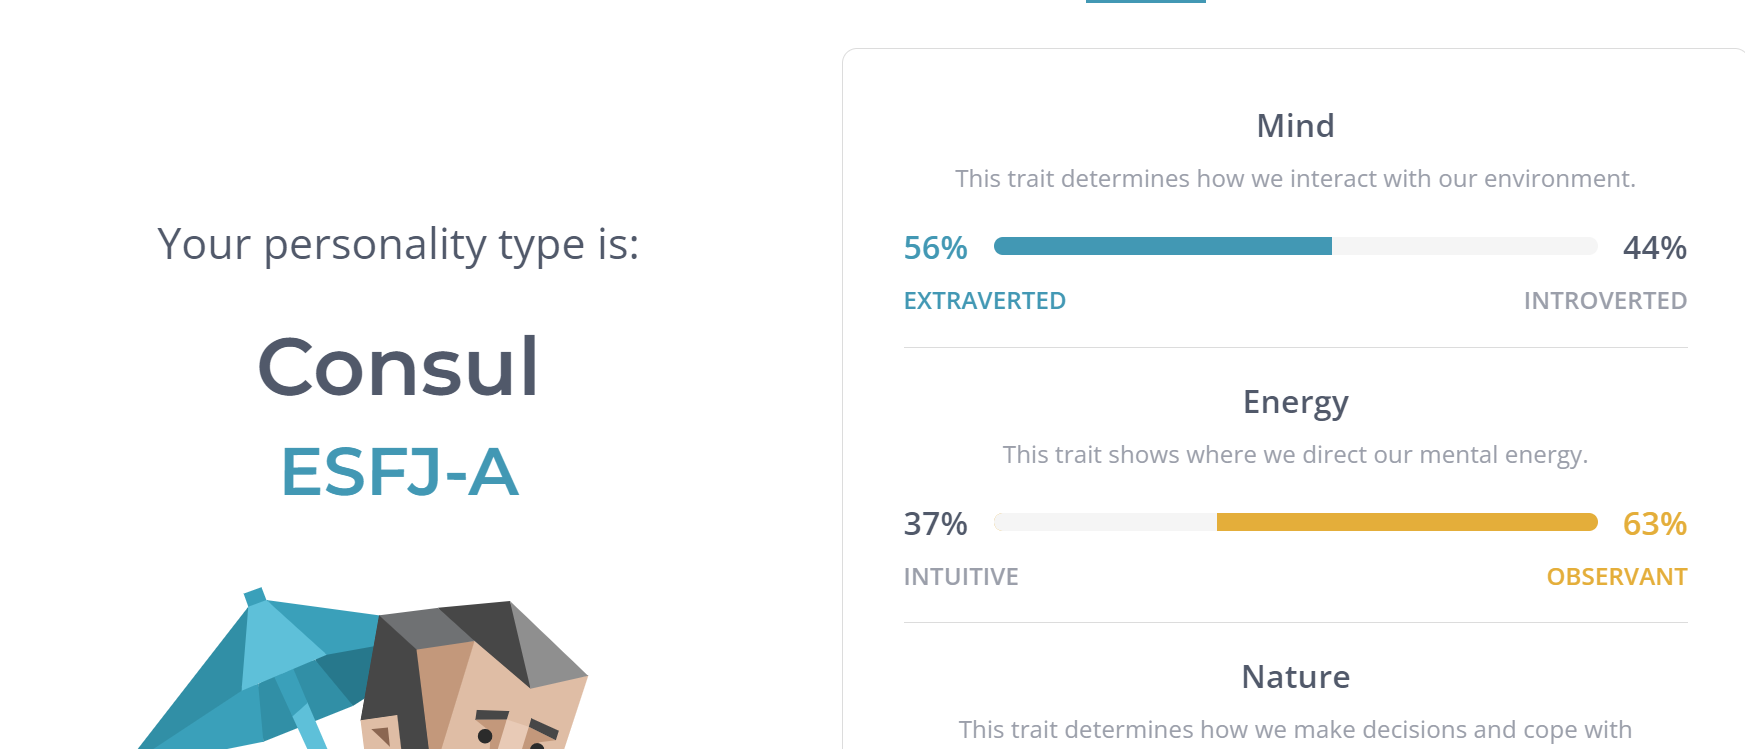 Your personality type is:
Consul
ESFJ-A
Mind
This trait determines how we interact with our environment.
56% 44%
EXTRAVERTED INTROVERTED
Energy
This trait shows where we direct our mental energy.
37% 63%
INTUITIVE OBSERVANT
Nature
This trait determines how we make decisions and cope with